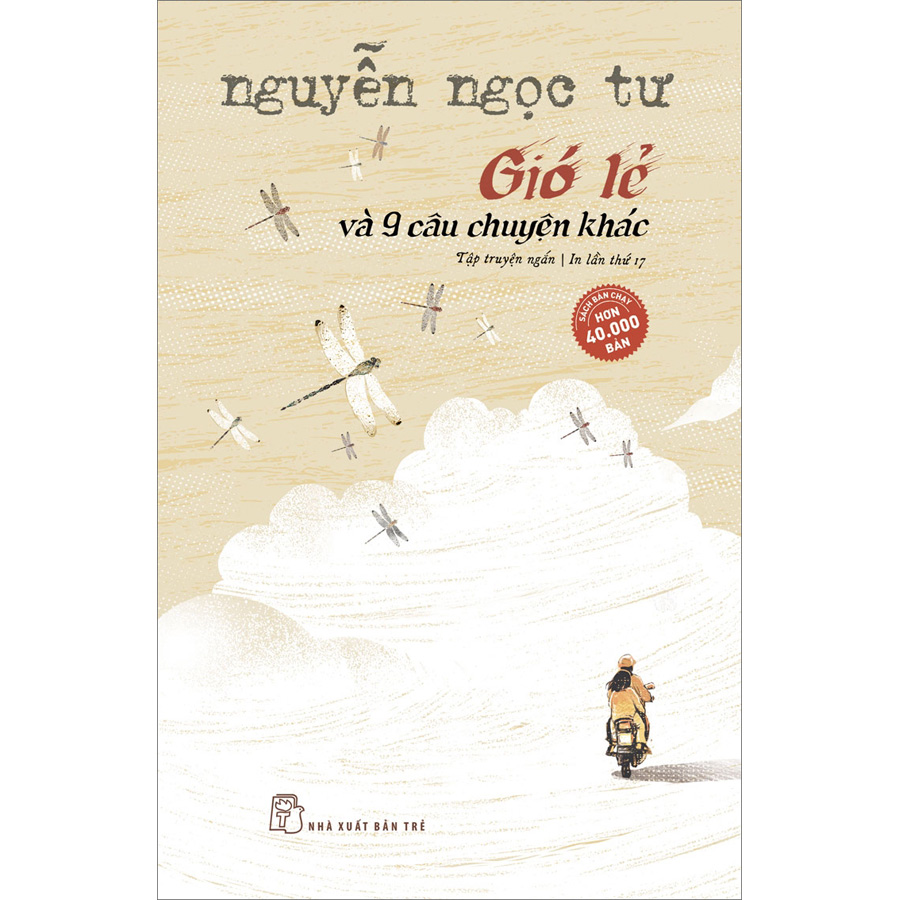 nguyễn ngọc tư
Gió lẻ
và 9 câu chuyện khác
Tập truyện ngắn | In lần thứ 17
SÁCH BÁN CHẠY
HƠN
40.000
BẢN
T
NHÀ XUẤT BẢN TRẺ